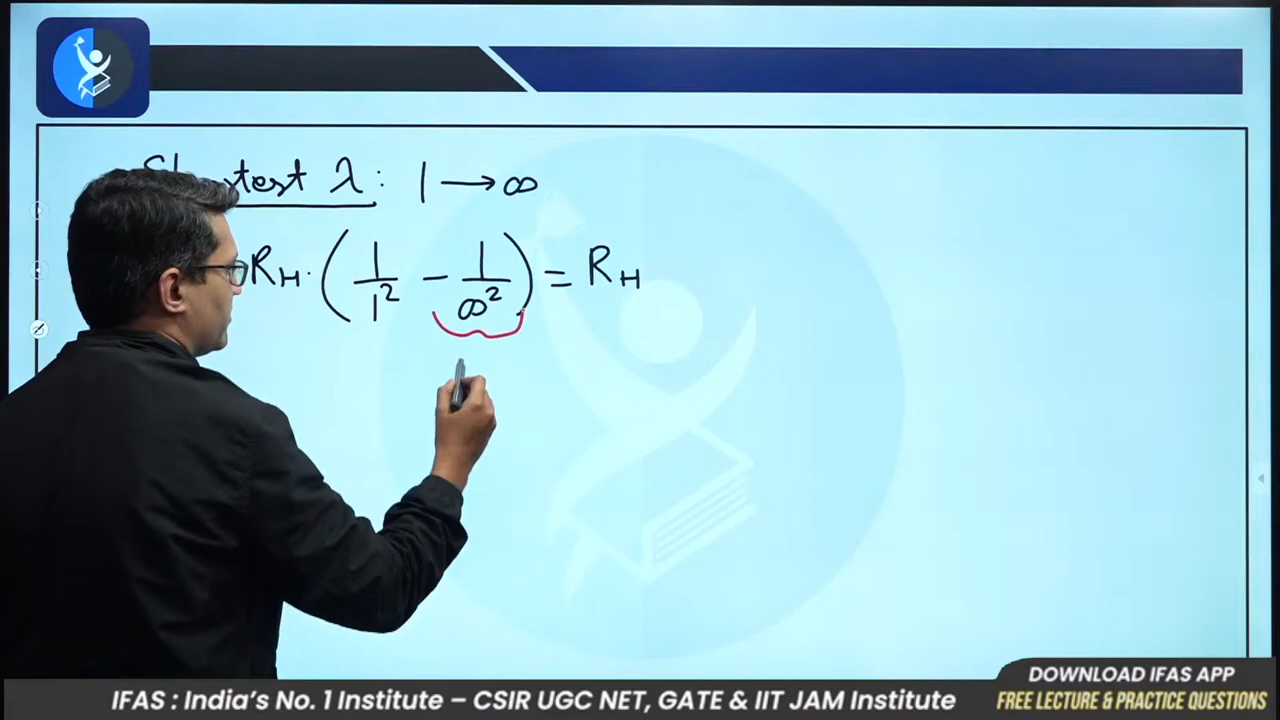 λ : 1 → ∞
R_H · ( 1/1² − 1/∞² ) = R_H
DOWNLOAD IFAS APP
FREE LECTURE & PRACTICE QUESTIONS
IFAS : India's No. 1 Institute – CSIR UGC NET, GATE & IIT JAM Institute